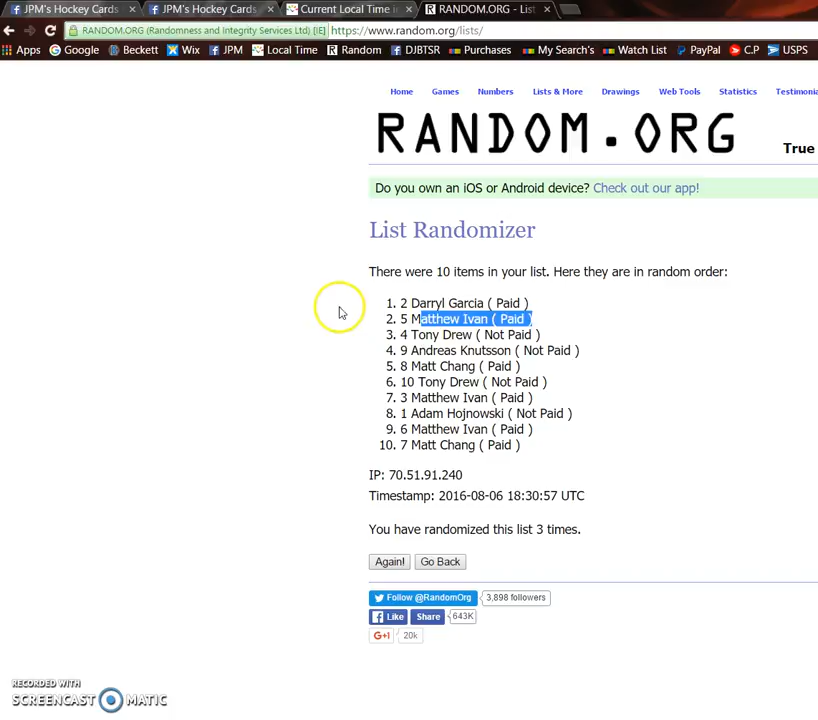 JPM's Hockey Cards × JPM's Hockey Cards × Current Local Time i × RANDOM.ORG - List ×
RANDOM.ORG (Randomness and Integrity Services Ltd) [IE] https://www.random.org/lists/
Apps Google Beckett Wix JPM Local Time Random DJBTSR Purchases My Search's Watch List PayPal C.P USPS
Home Games Numbers Lists & More Drawings Web Tools Statistics Testimonia
RANDOM.ORG
True
Do you own an iOS or Android device? Check out our app!
List Randomizer
There were 10 items in your list. Here they are in random order:
1. 2 Darryl Garcia ( Paid )
2. 5 Matthew Ivan ( Paid )
3. 4 Tony Drew ( Not Paid )
4. 9 Andreas Knutsson ( Not Paid )
5. 8 Matt Chang ( Paid )
6. 10 Tony Drew ( Not Paid )
7. 3 Matthew Ivan ( Paid )
8. 1 Adam Hojnowski ( Not Paid )
9. 6 Matthew Ivan ( Paid )
10. 7 Matt Chang ( Paid )
IP: 70.51.91.240
Timestamp: 2016-08-06 18:30:57 UTC
You have randomized this list 3 times.
Again! Go Back
Follow @RandomOrg 3,898 followers
Like Share 643K
G+1 20k
RECORDED WITH
SCREENCAST MATIC